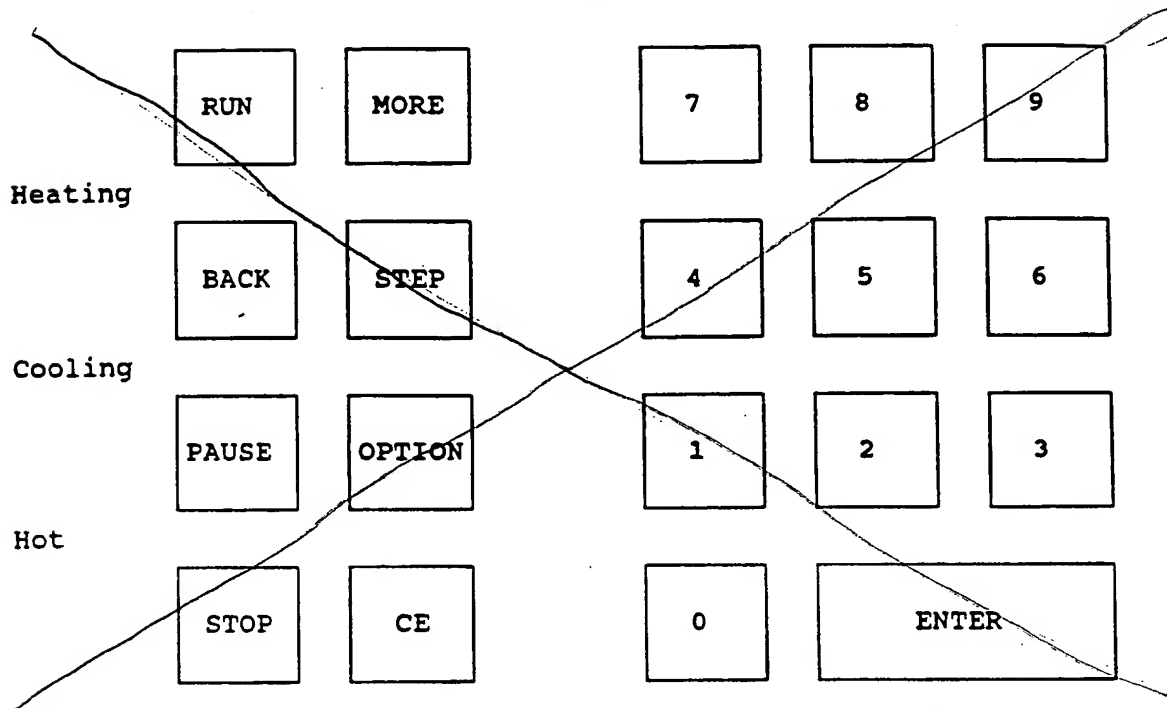 RUN MORE 7 8 9
Heating
BACK STEP 4 5 6
Cooling
PAUSE OPTION 1 2 3
Hot
STOP CE 0 ENTER